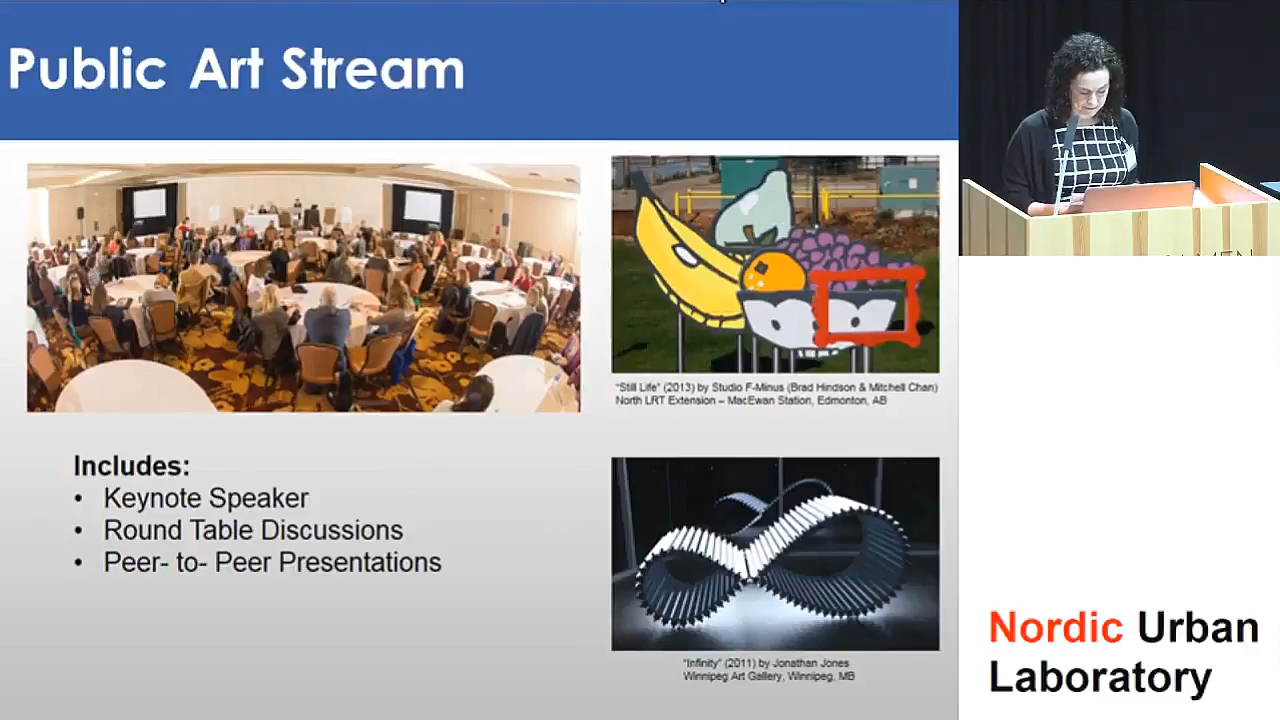 Public Art Stream
"Still Life" (2013) by Studio F-Minus (Brad Hindson & Mitchell Chan)
North LRT Extension – MacEwan Station, Edmonton, AB
Includes:
• Keynote Speaker
• Round Table Discussions
• Peer- to- Peer Presentations
"Infinity" (2011) by Jonathan Jones
Winnipeg Art Gallery, Winnipeg, MB
Nordic Urban
Laboratory